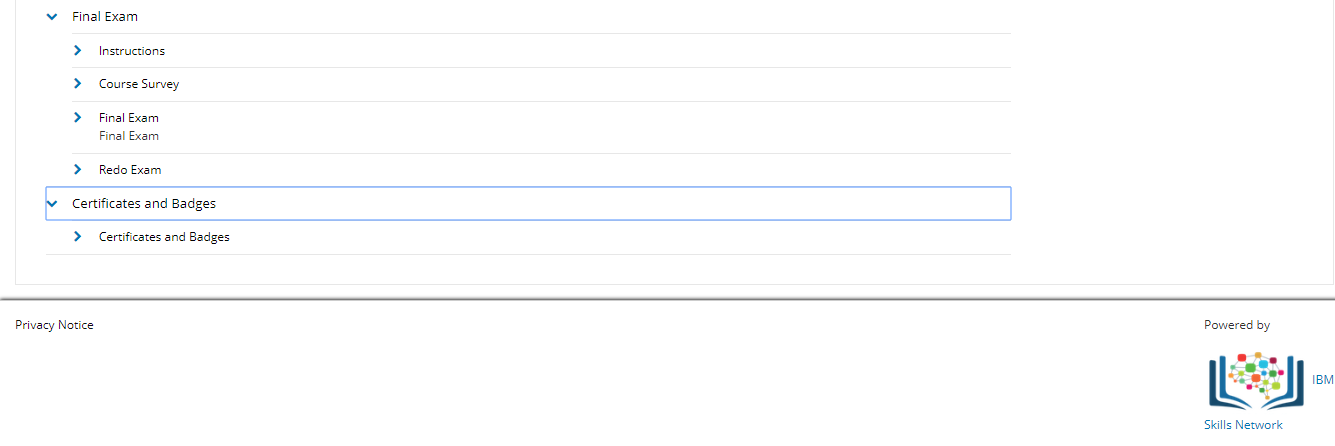 Final Exam
Instructions
Course Survey
Final Exam
Final Exam
Redo Exam
Certificates and Badges
Certificates and Badges
Privacy Notice
Powered by
IBM
Skills Network